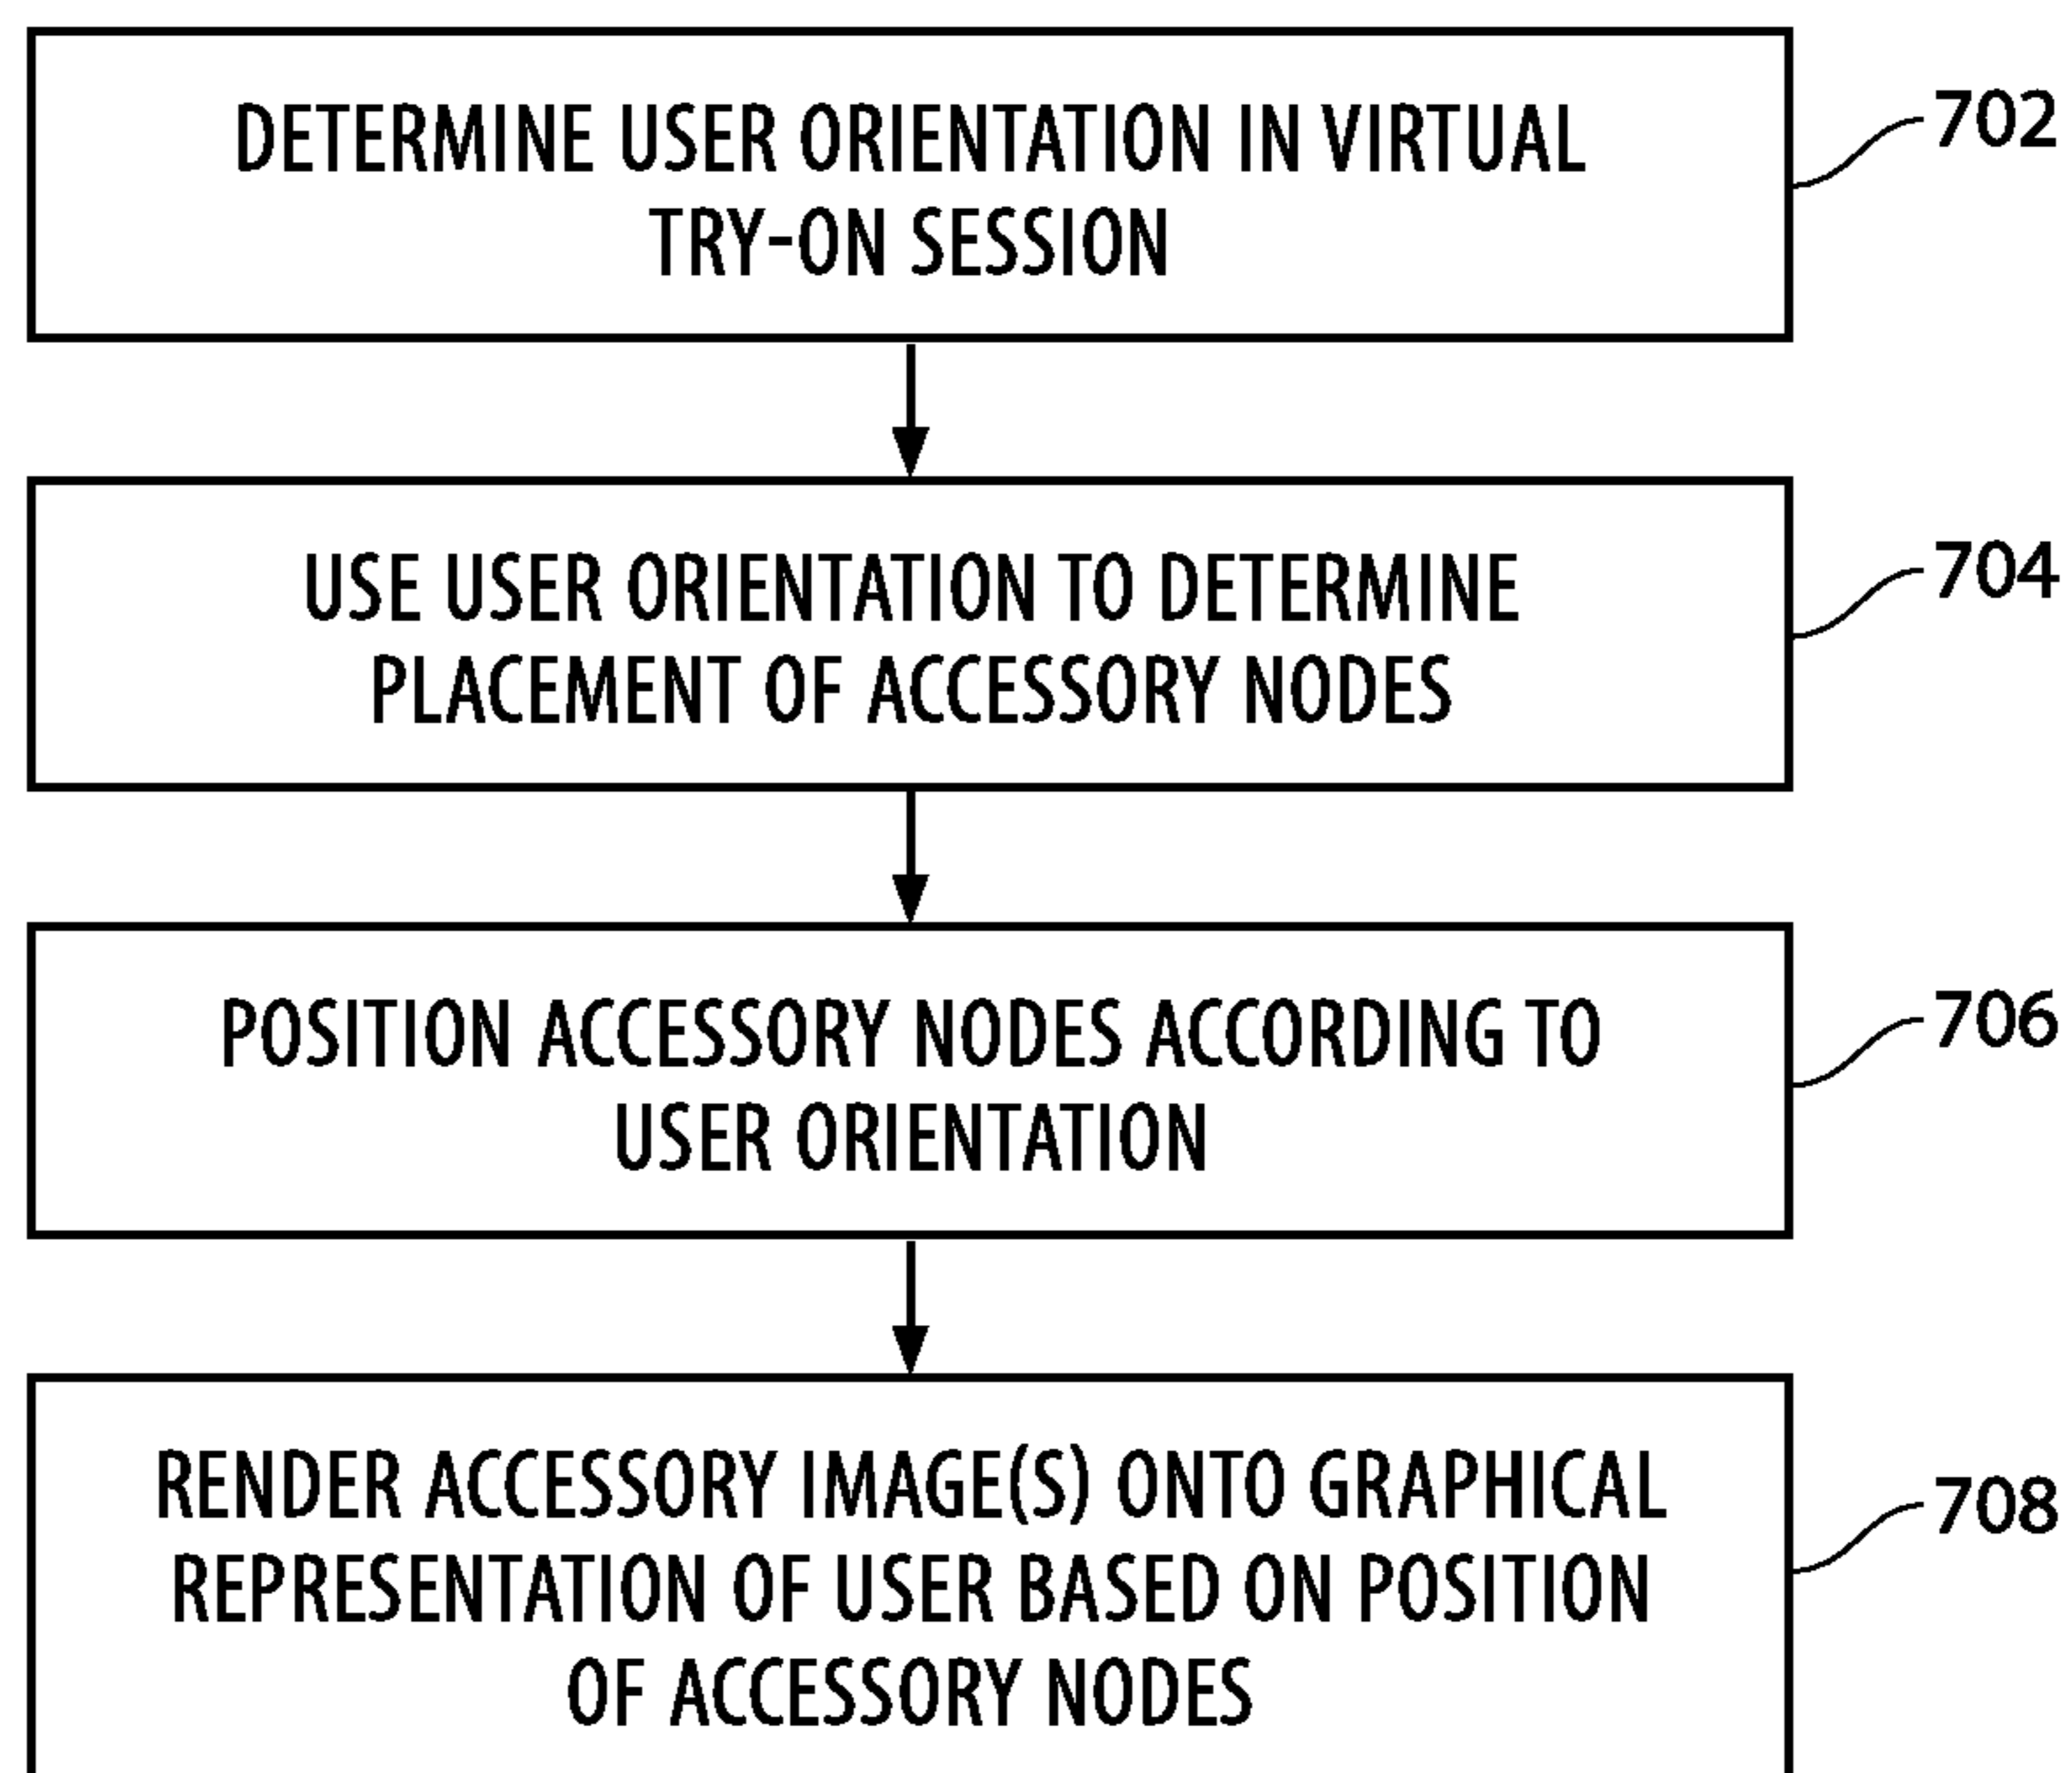 DETERMINE USER ORIENTATION IN VIRTUAL
TRY-ON SESSION
702
USE USER ORIENTATION TO DETERMINE
PLACEMENT OF ACCESSORY NODES
704
POSITION ACCESSORY NODES ACCORDING TO
USER ORIENTATION
706
RENDER ACCESSORY IMAGE(S) ONTO GRAPHICAL
REPRESENTATION OF USER BASED ON POSITION
OF ACCESSORY NODES
708